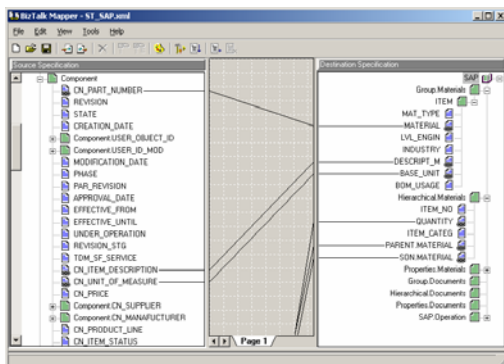 BizTalk Mapper - ST_SAP.xml
File Edit View Tools Help
Source Specification
Component
CN_PART_NUMBER
REVISION
STATE
CREATION_DATE
Component.USER_OBJECT_ID
Component.USER_ID_MOD
MODIFICATION_DATE
PHASE
PAR_REVISION
APPROVAL_DATE
EFFECTIVE_FROM
EFFECTIVE_UNTIL
UNDER_OPERATION
REVISION_STG
TDM_SF_SERVICE
CN_ITEM_DESCRIPTION
CN_UNIT_OF_MEASURE
CN_PRICE
Component.CN_SUPPLIER
Component.CN_MANAFUCTURER
CN_PRODUCT_LINE
CN_ITEM_STATUS
Page 1
Destination Specification
SAP
Group.Materials
ITEM
MAT_TYPE
MATERIAL
LVL_ENGIN
INDUSTRY
DESCRIPT_M
BASE_UNIT
BOM_USAGE
Hierarchical.Materials
ITEM_NO
QUANTITY
ITEM_CATEG
PARENT.MATERIAL
SON.MATERIAL
Properties.Materials
Group.Documents
Hierarchical.Documents
Properties.Documents
SAP.Operation